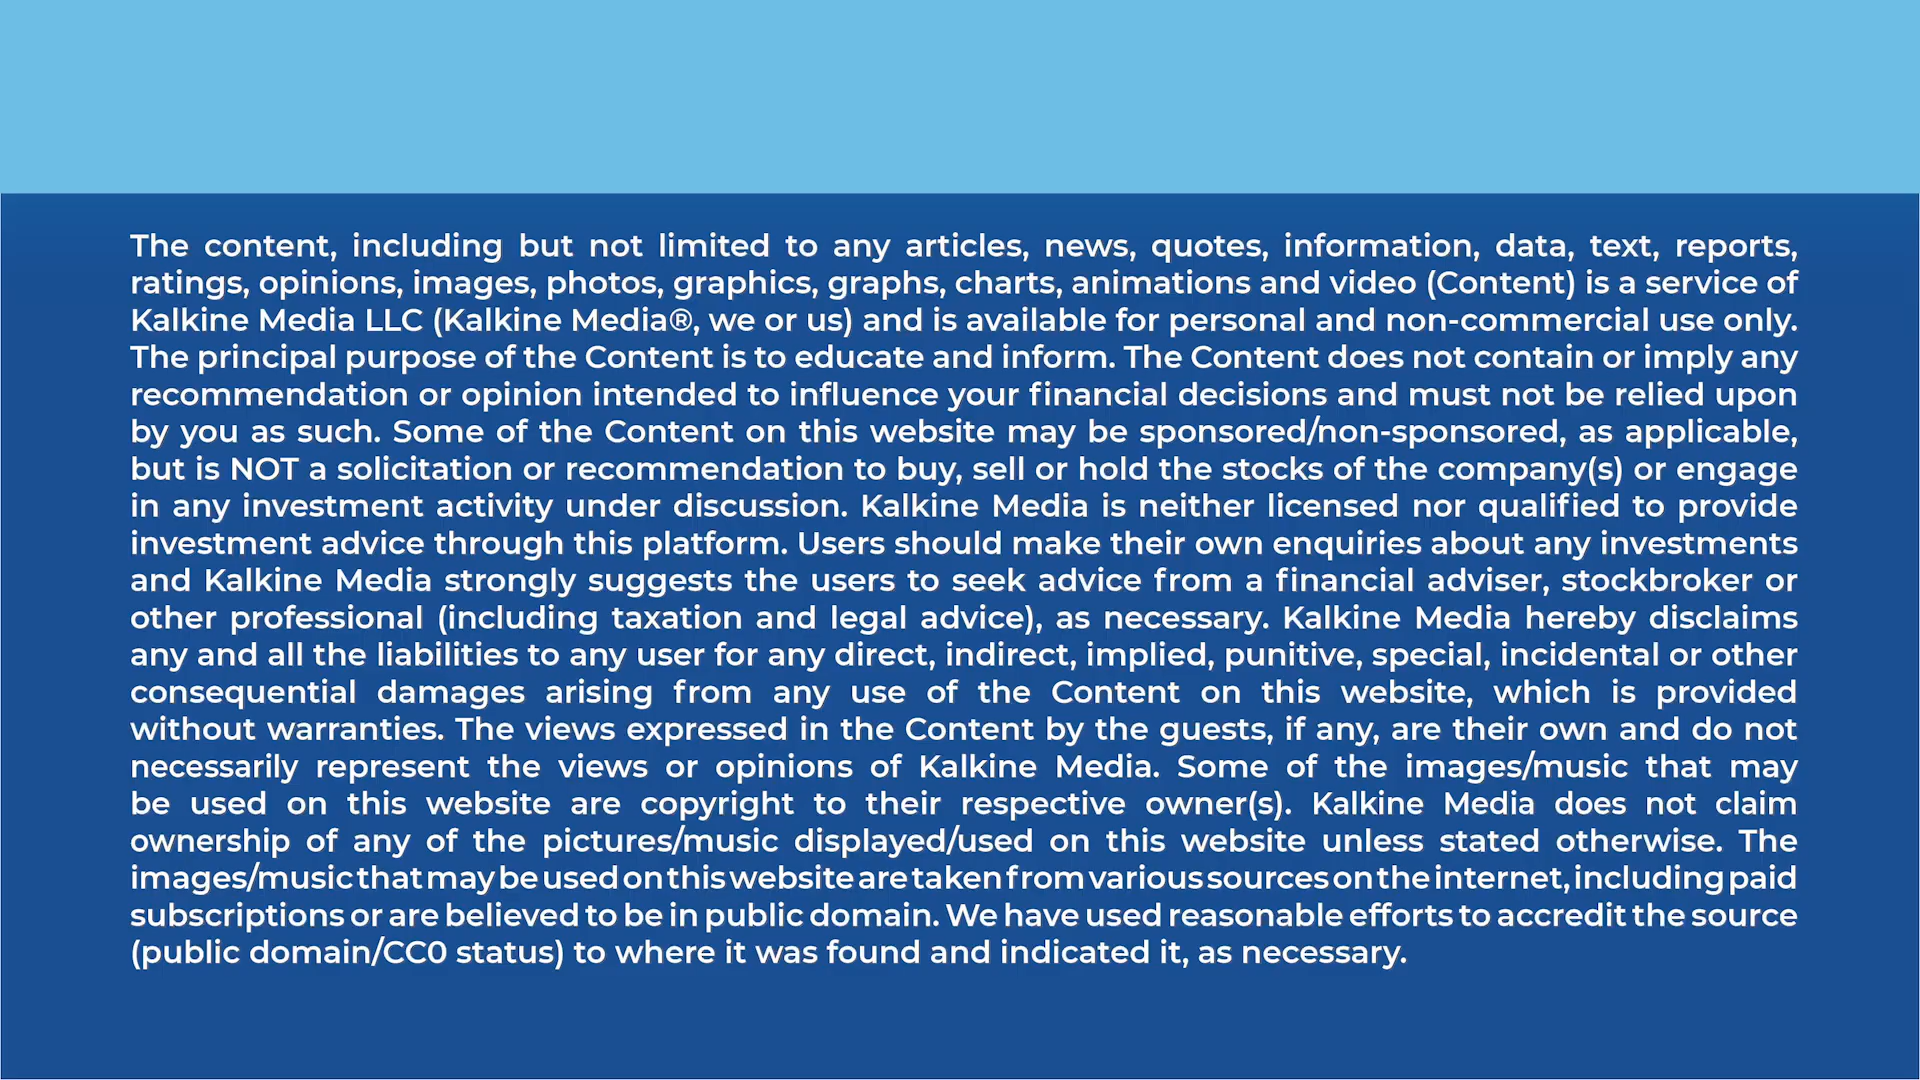 The content, including but not limited to any articles, news, quotes, information, data, text, reports,
ratings, opinions, images, photos, graphics, graphs, charts, animations and video (Content) is a service of
Kalkine Media LLC (Kalkine Media®, we or us) and is available for personal and non-commercial use only.
The principal purpose of the Content is to educate and inform. The Content does not contain or imply any
recommendation or opinion intended to influence your financial decisions and must not be relied upon
by you as such. Some of the Content on this website may be sponsored/non-sponsored, as applicable,
but is NOT a solicitation or recommendation to buy, sell or hold the stocks of the company(s) or engage
in any investment activity under discussion. Kalkine Media is neither licensed nor qualified to provide
investment advice through this platform. Users should make their own enquiries about any investments
and Kalkine Media strongly suggests the users to seek advice from a financial adviser, stockbroker or
other professional (including taxation and legal advice), as necessary. Kalkine Media hereby disclaims
any and all the liabilities to any user for any direct, indirect, implied, punitive, special, incidental or other
consequential damages arising from any use of the Content on this website, which is provided
without warranties. The views expressed in the Content by the guests, if any, are their own and do not
necessarily represent the views or opinions of Kalkine Media. Some of the images/music that may
be used on this website are copyright to their respective owner(s). Kalkine Media does not claim
ownership of any of the pictures/music displayed/used on this website unless stated otherwise. The
images/music that may be used on this website are taken from various sources on the internet, including paid
subscriptions or are believed to be in public domain. We have used reasonable efforts to accredit the source
(public domain/CC0 status) to where it was found and indicated it, as necessary.